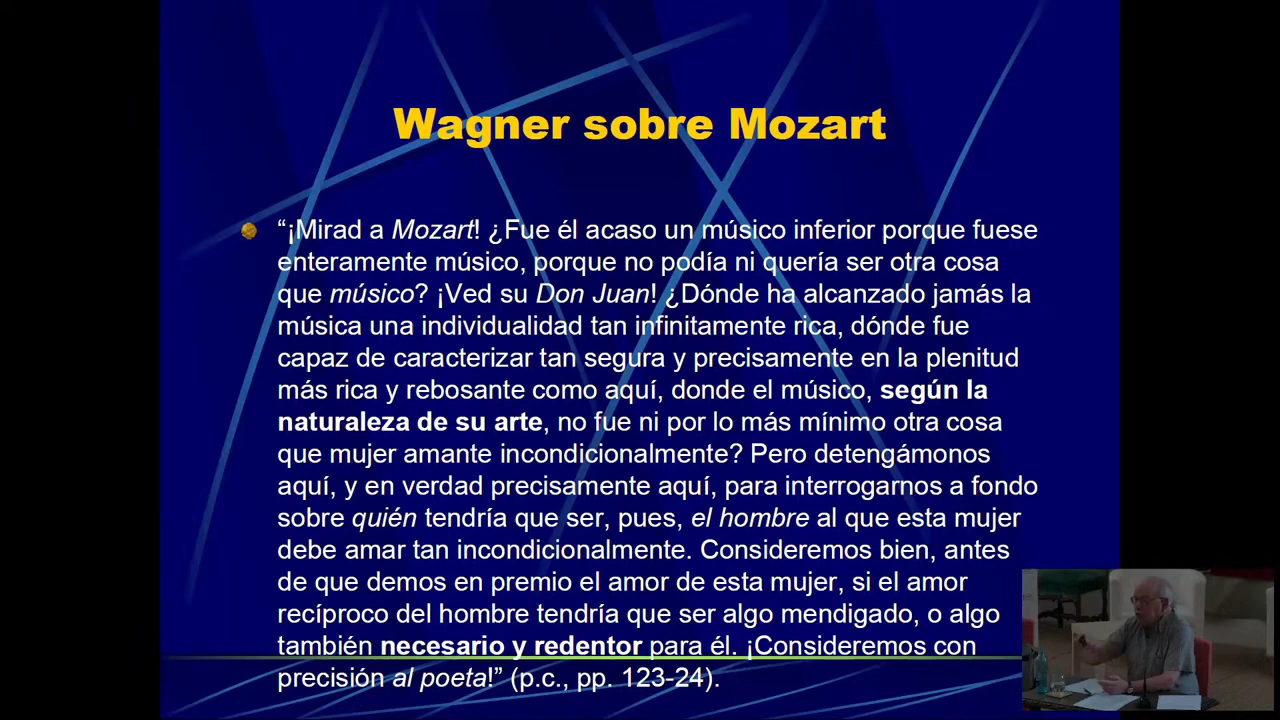 Wagner sobre Mozart
“¡Mirad a Mozart! ¿Fue él acaso un músico inferior porque fuese
enteramente músico, porque no podía ni quería ser otra cosa
que músico? ¡Ved su Don Juan! ¿Dónde ha alcanzado jamás la
música una individualidad tan infinitamente rica, dónde fue
capaz de caracterizar tan segura y precisamente en la plenitud
más rica y rebosante como aquí, donde el músico, según la
naturaleza de su arte, no fue ni por lo más mínimo otra cosa
que mujer amante incondicionalmente? Pero detengámonos
aquí, y en verdad precisamente aquí, para interrogarnos a fondo
sobre quién tendría que ser, pues, el hombre al que esta mujer
debe amar tan incondicionalmente. Consideremos bien, antes
de que demos en premio el amor de esta mujer, si el amor
recíproco del hombre tendría que ser algo mendigado, o algo
también necesario y redentor para él. ¡Consideremos con
precisión al poeta!” (p.c., pp. 123-24).